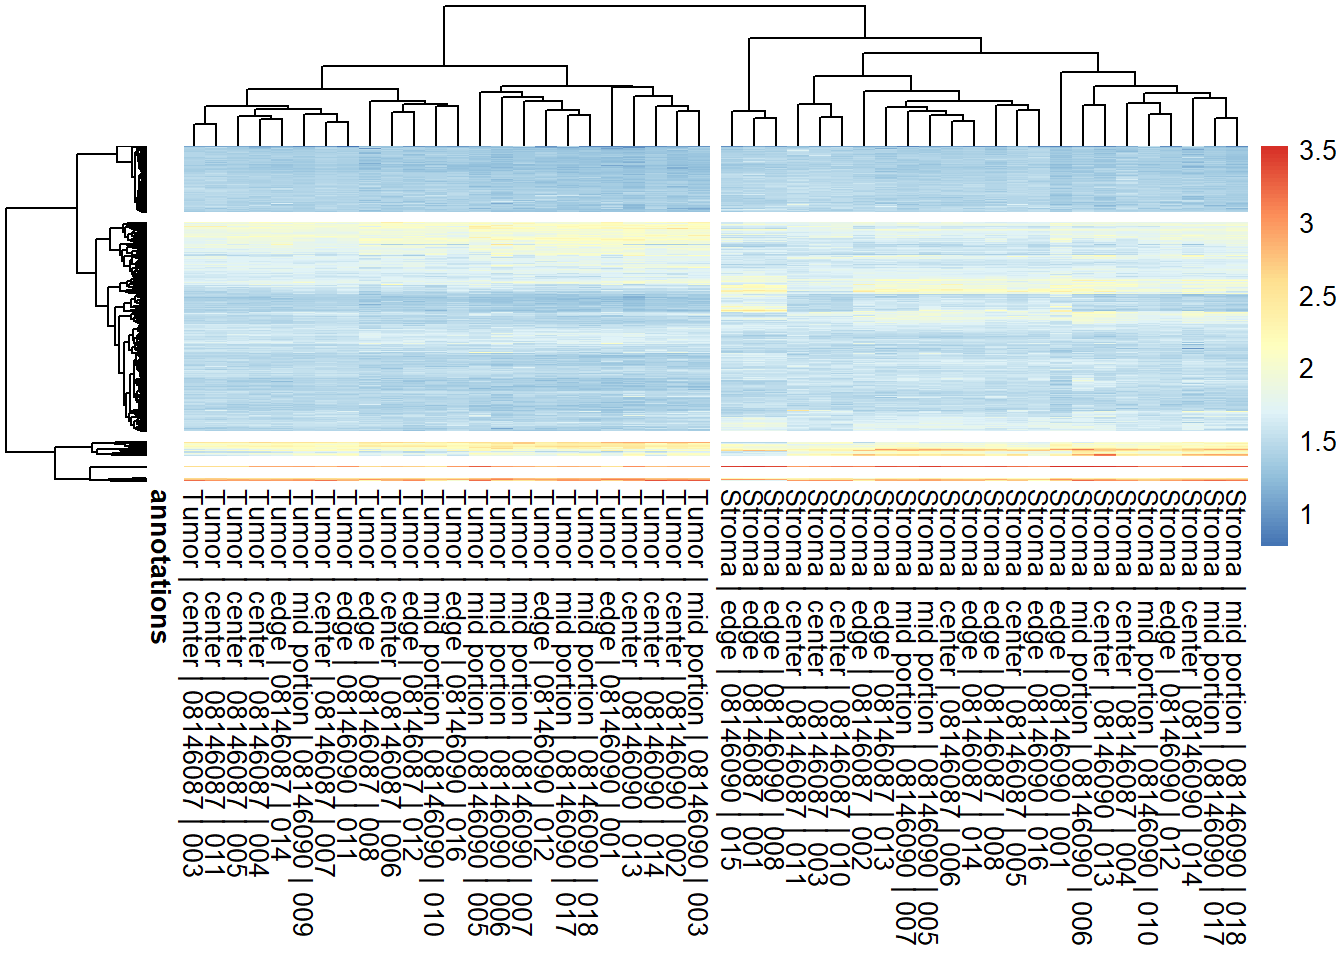 3.5
3
2.5
2
1.5
1
annotations
Tumor | center | 08146087 | 003
Tumor | center | 08146087 | 011
Tumor | center | 08146087 | 005
Tumor | center | 08146087 | 004
Tumor | edge | 08146087 | 014
Tumor | mid portion | 08146090 | 009
Tumor | center | 08146087 | 007
Tumor | edge | 08146090 | 011
Tumor | edge | 08146087 | 008
Tumor | center | 08146087 | 006
Tumor | edge | 08146087 | 012
Tumor | mid portion | 08146090 | 010
Tumor | edge | 08146090 | 016
Tumor | mid portion | 08146090 | 005
Tumor | mid portion | 08146090 | 006
Tumor | mid portion | 08146090 | 007
Tumor | edge | 08146090 | 012
Tumor | mid portion | 08146090 | 017
Tumor | mid portion | 08146090 | 018
Tumor | edge | 08146090 | 001
Tumor | center | 08146090 | 013
Tumor | center | 08146090 | 014
Tumor | center | 08146090 | 002
Tumor | mid portion | 08146090 | 003
Stroma | edge | 08146090 | 015
Stroma | edge | 08146087 | 001
Stroma | edge | 08146090 | 008
Stroma | center | 08146087 | 011
Stroma | center | 08146087 | 003
Stroma | center | 08146087 | 010
Stroma | edge | 08146087 | 002
Stroma | edge | 08146087 | 013
Stroma | mid portion | 08146090 | 007
Stroma | mid portion | 08146090 | 005
Stroma | center | 08146087 | 006
Stroma | edge | 08146087 | 014
Stroma | edge | 08146087 | 008
Stroma | center | 08146087 | 005
Stroma | edge | 08146090 | 016
Stroma | edge | 08146090 | 001
Stroma | mid portion | 08146090 | 006
Stroma | center | 08146090 | 013
Stroma | center | 08146087 | 004
Stroma | mid portion | 08146090 | 010
Stroma | edge | 08146090 | 012
Stroma | center | 08146090 | 014
Stroma | mid portion | 08146090 | 017
Stroma | mid portion | 08146090 | 018